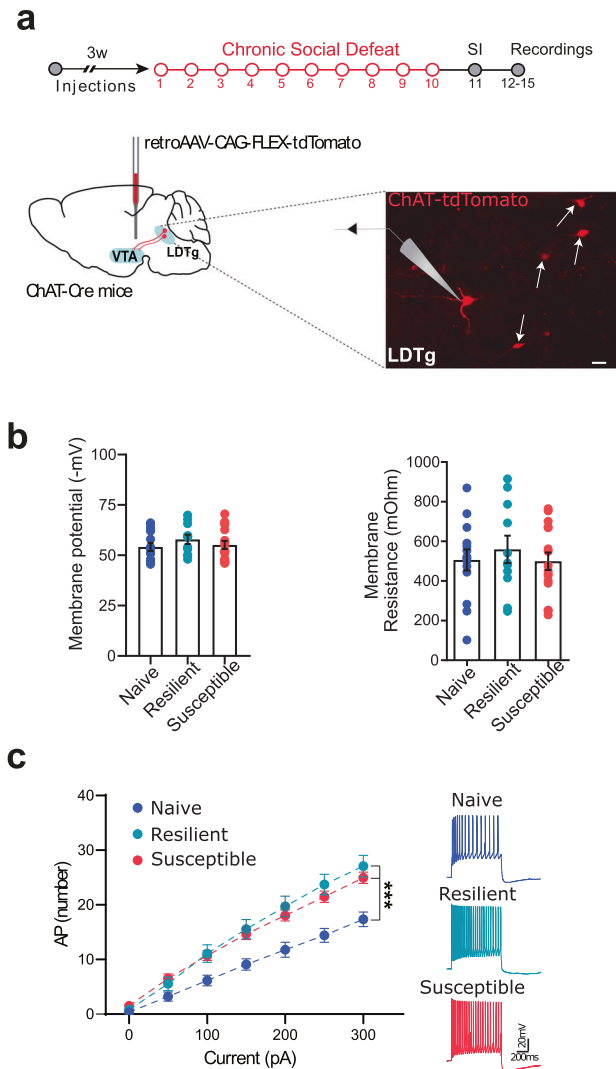 a
3w
Chronic Social Defeat
SI
Recordings
Injections
1 2 3 4 5 6 7 8 9 10 11 12-15
retroAAV-CAG-FLEX-tdTomato
VTA
LDTg
ChAT-Cre mice
ChAT-tdTomato
LDTg
b
Membrane potential (-mV)
100
75
50
25
0
Naive
Resilient
Susceptible
Membrane
Resistance (mOhm)
1000
800
600
400
200
0
Naive
Resilient
Susceptible
c
AP (number)
40
30
20
10
0
Naive
Resilient
Susceptible
***
0 100 200 300
Current (pA)
Naive
Resilient
Susceptible
20mV
200ms